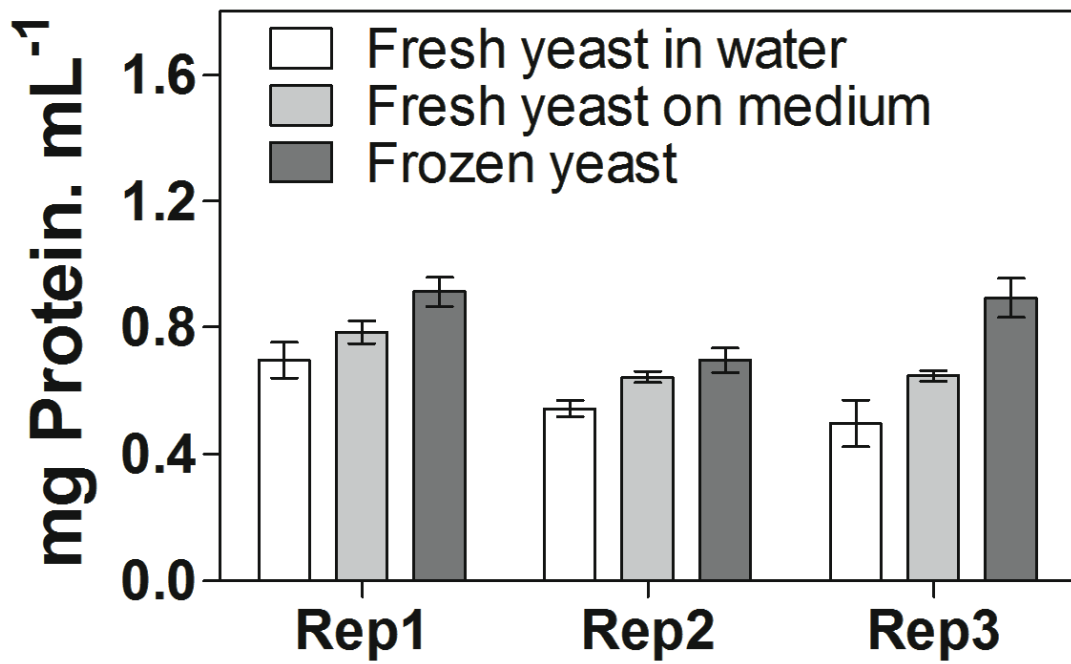 mg Protein. mL-1
Fresh yeast in water
Fresh yeast on medium
Frozen yeast
1.6
1.2
0.8
0.4
0.0
Rep1 Rep2 Rep3